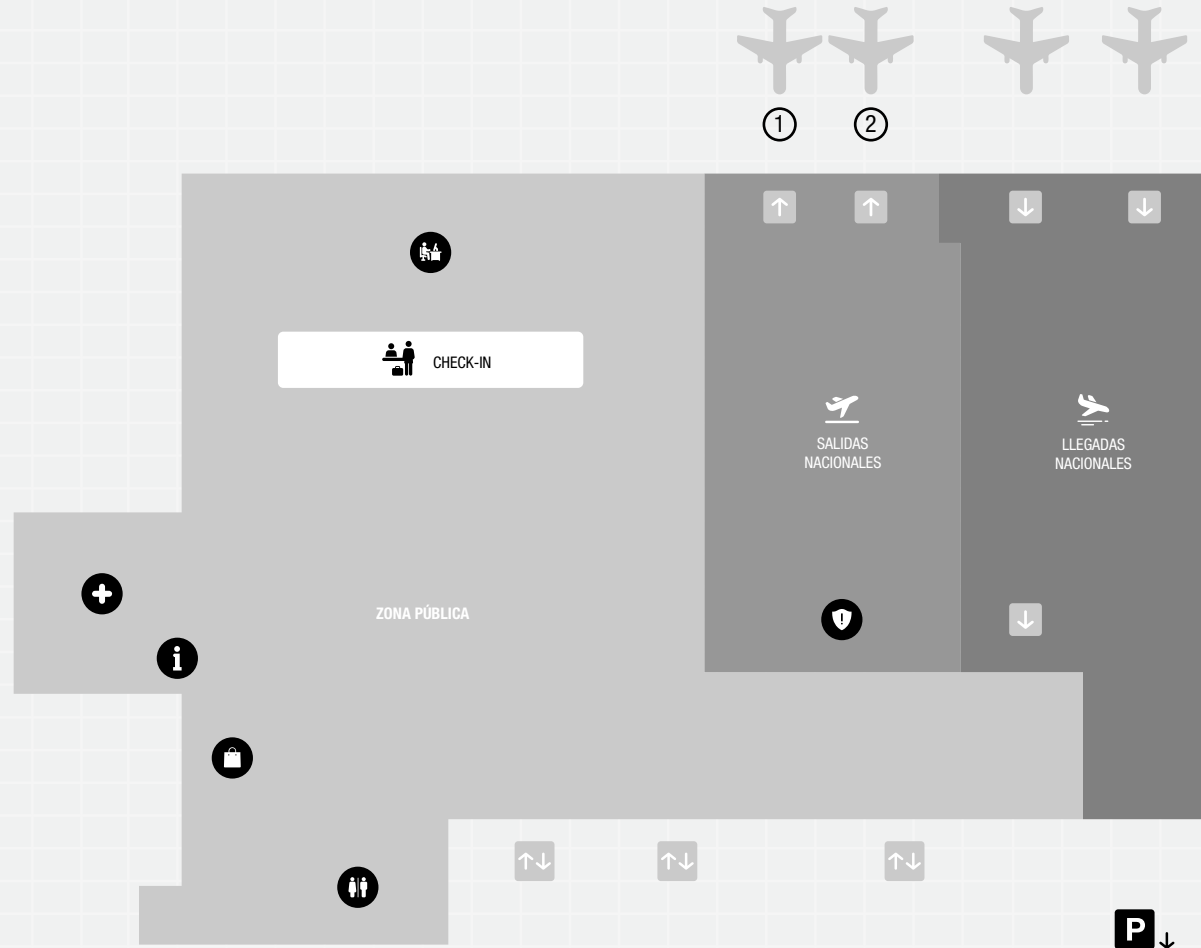 1 2
CHECK-IN
SALIDAS
NACIONALES
LLEGADAS
NACIONALES
ZONA PÚBLICA
P